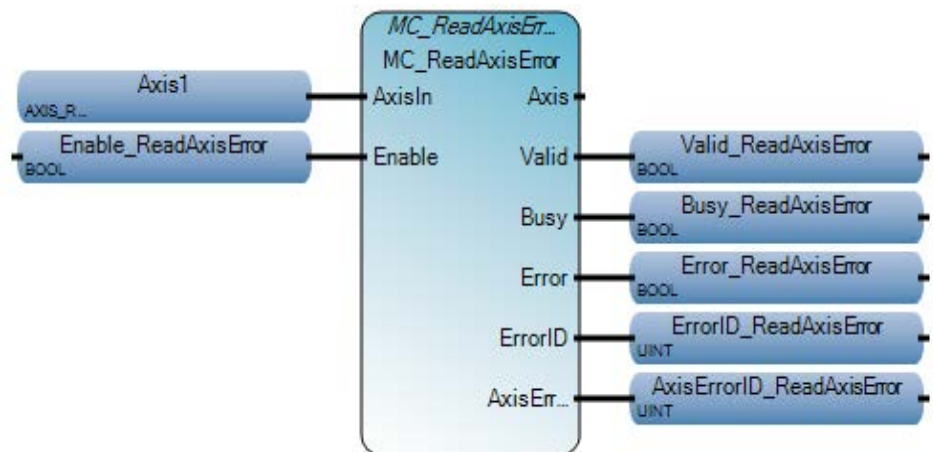 MC_ReadAxisErr...
MC_ReadAxisError
Axis1
AXIS_R...
AxisIn
Axis
Enable_ReadAxisError
BOOL
Enable
Valid
Valid_ReadAxisError
BOOL
Busy
Busy_ReadAxisError
BOOL
Error
Error_ReadAxisError
BOOL
ErrorID
ErrorID_ReadAxisError
UINT
AxisErr...
AxisErrorID_ReadAxisError
UINT